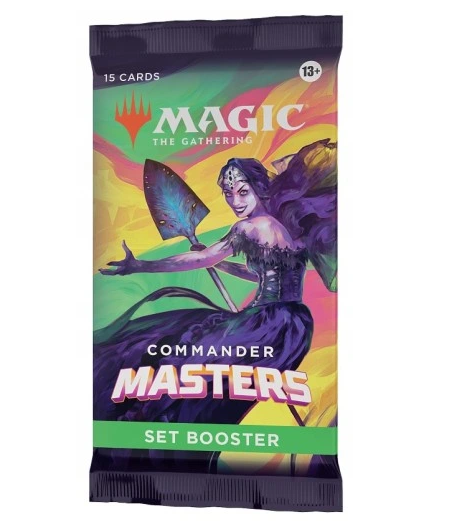 15 CARDS
13+
MAGIC
THE GATHERING
COMMANDER
MASTERS
SET BOOSTER